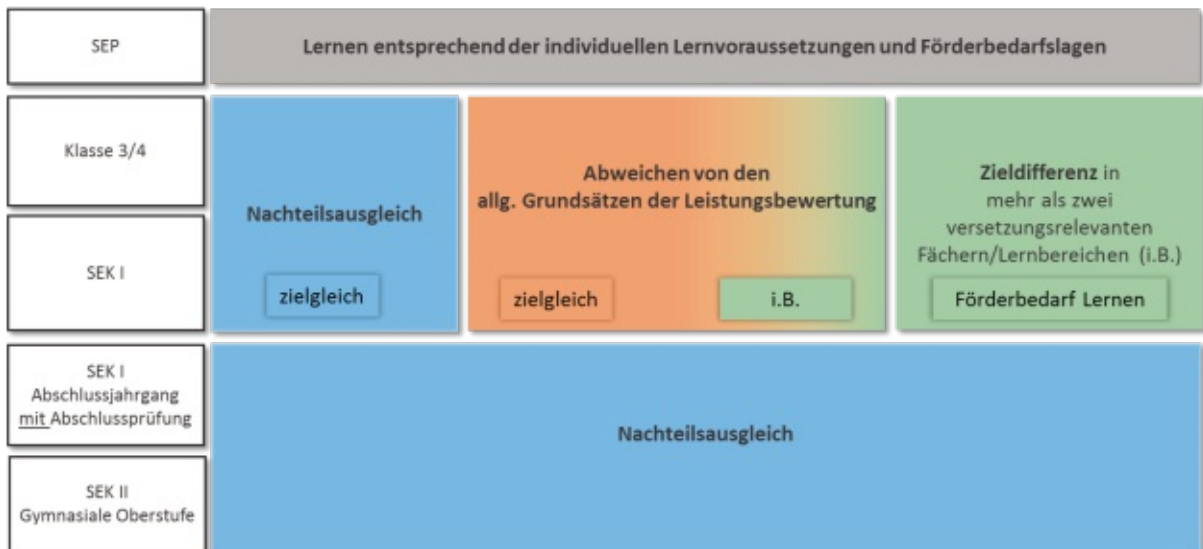 SEP
Lernen entsprechend der individuellen Lernvoraussetzungen und Förderbedarfslagen
Klasse 3/4
SEK I
Nachteilsausgleich
zielgleich
Abweichen von den
allg. Grundsätzen der Leistungsbewertung
zielgleich
i.B.
Zieldifferenz in
mehr als zwei
versetzungsrelevanten
Fächern/Lernbereichen (i.B.)
Förderbedarf Lernen
SEK I
Abschlussjahrgang
mit Abschlussprüfung
SEK II
Gymnasiale Oberstufe
Nachteilsausgleich